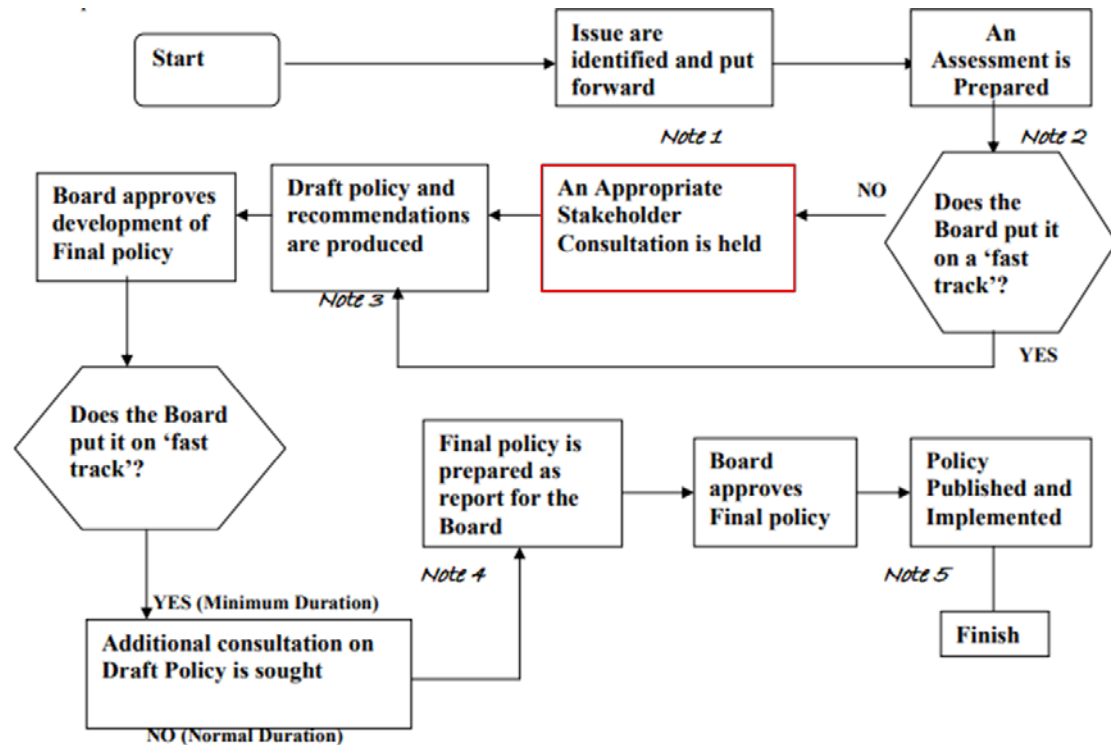 Start
Issue are
identified and put
forward
An
Assessment is
Prepared
Note 1
Note 2
Board approves
development of
Final policy
Draft policy and
recommendations
are produced
An Appropriate
Stakeholder
Consultation is held
NO
Does the
Board put it
on a ‘fast
track’?
Note 3
YES
Does the Board
put it on ‘fast
track’?
Final policy is
prepared as
report for the
Board
Board
approves
Final policy
Policy
Published and
Implemented
Note 4
Note 5
YES (Minimum Duration)
Additional consultation on
Draft Policy is sought
Finish
NO (Normal Duration)